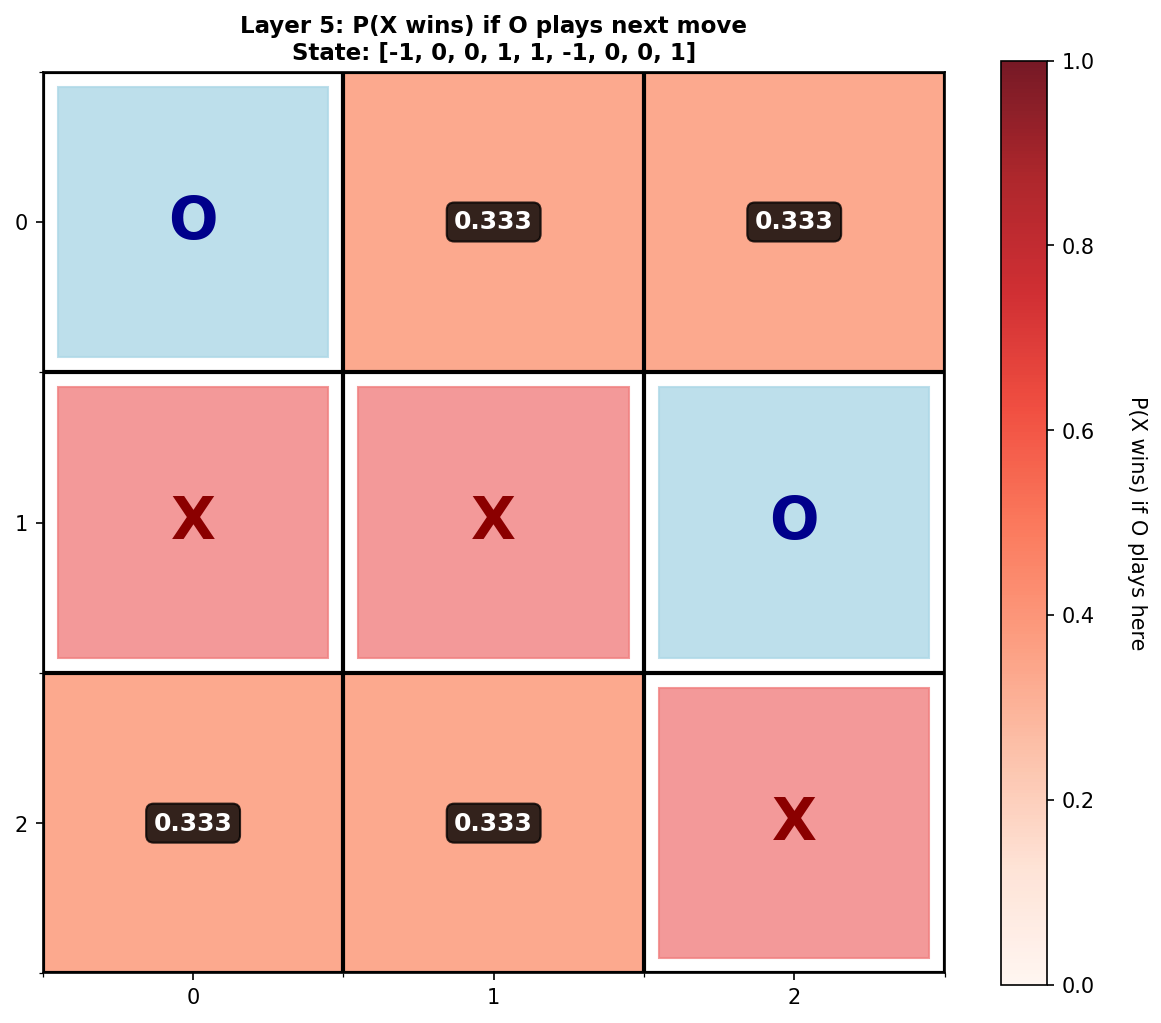 Layer 5: P(X wins) if O plays next move
State: [-1, 0, 0, 1, 1, -1, 0, 0, 1]
0
O
0.333
0.333
1
X
X
O
2
0.333
0.333
X
0
1
2
1.0
0.8
0.6
0.4
0.2
0.0
P(X wins) if O plays here